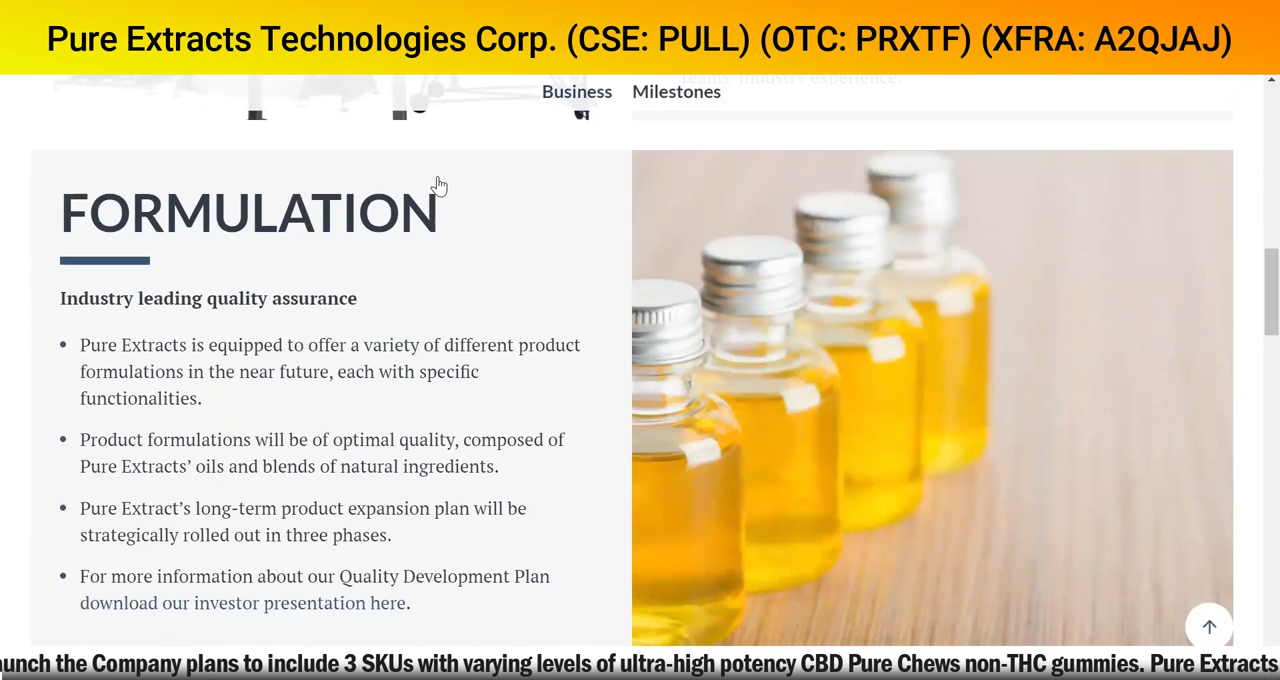 Pure Extracts Technologies Corp. (CSE: PULL) (OTC: PRXTF) (XFRA: A2QJAJ)
teams' industry experience.
Business Milestones
FORMULATION
Industry leading quality assurance
• Pure Extracts is equipped to offer a variety of different product
formulations in the near future, each with specific
functionalities.
• Product formulations will be of optimal quality, composed of
Pure Extracts’ oils and blends of natural ingredients.
• Pure Extract’s long-term product expansion plan will be
strategically rolled out in three phases.
• For more information about our Quality Development Plan
download our investor presentation here.
aunch the Company plans to include 3 SKUs with varying levels of ultra-high potency CBD Pure Chews non-THC gummies. Pure Extracts